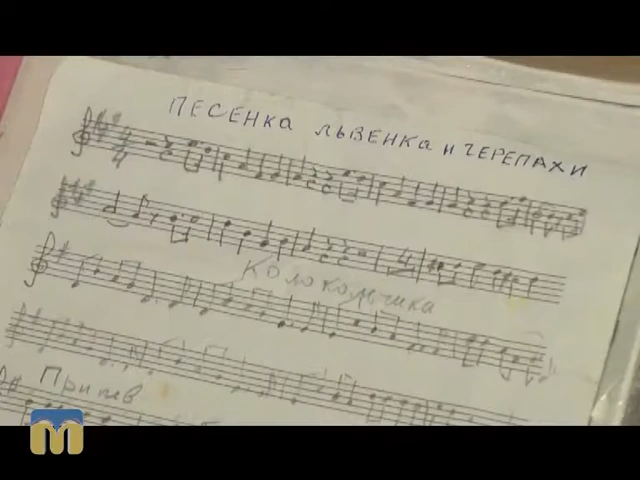 ПЕСЕНКА ЛЬВЕНКА И ЧЕРЕПАХИ
Колокольчика
Припев
М